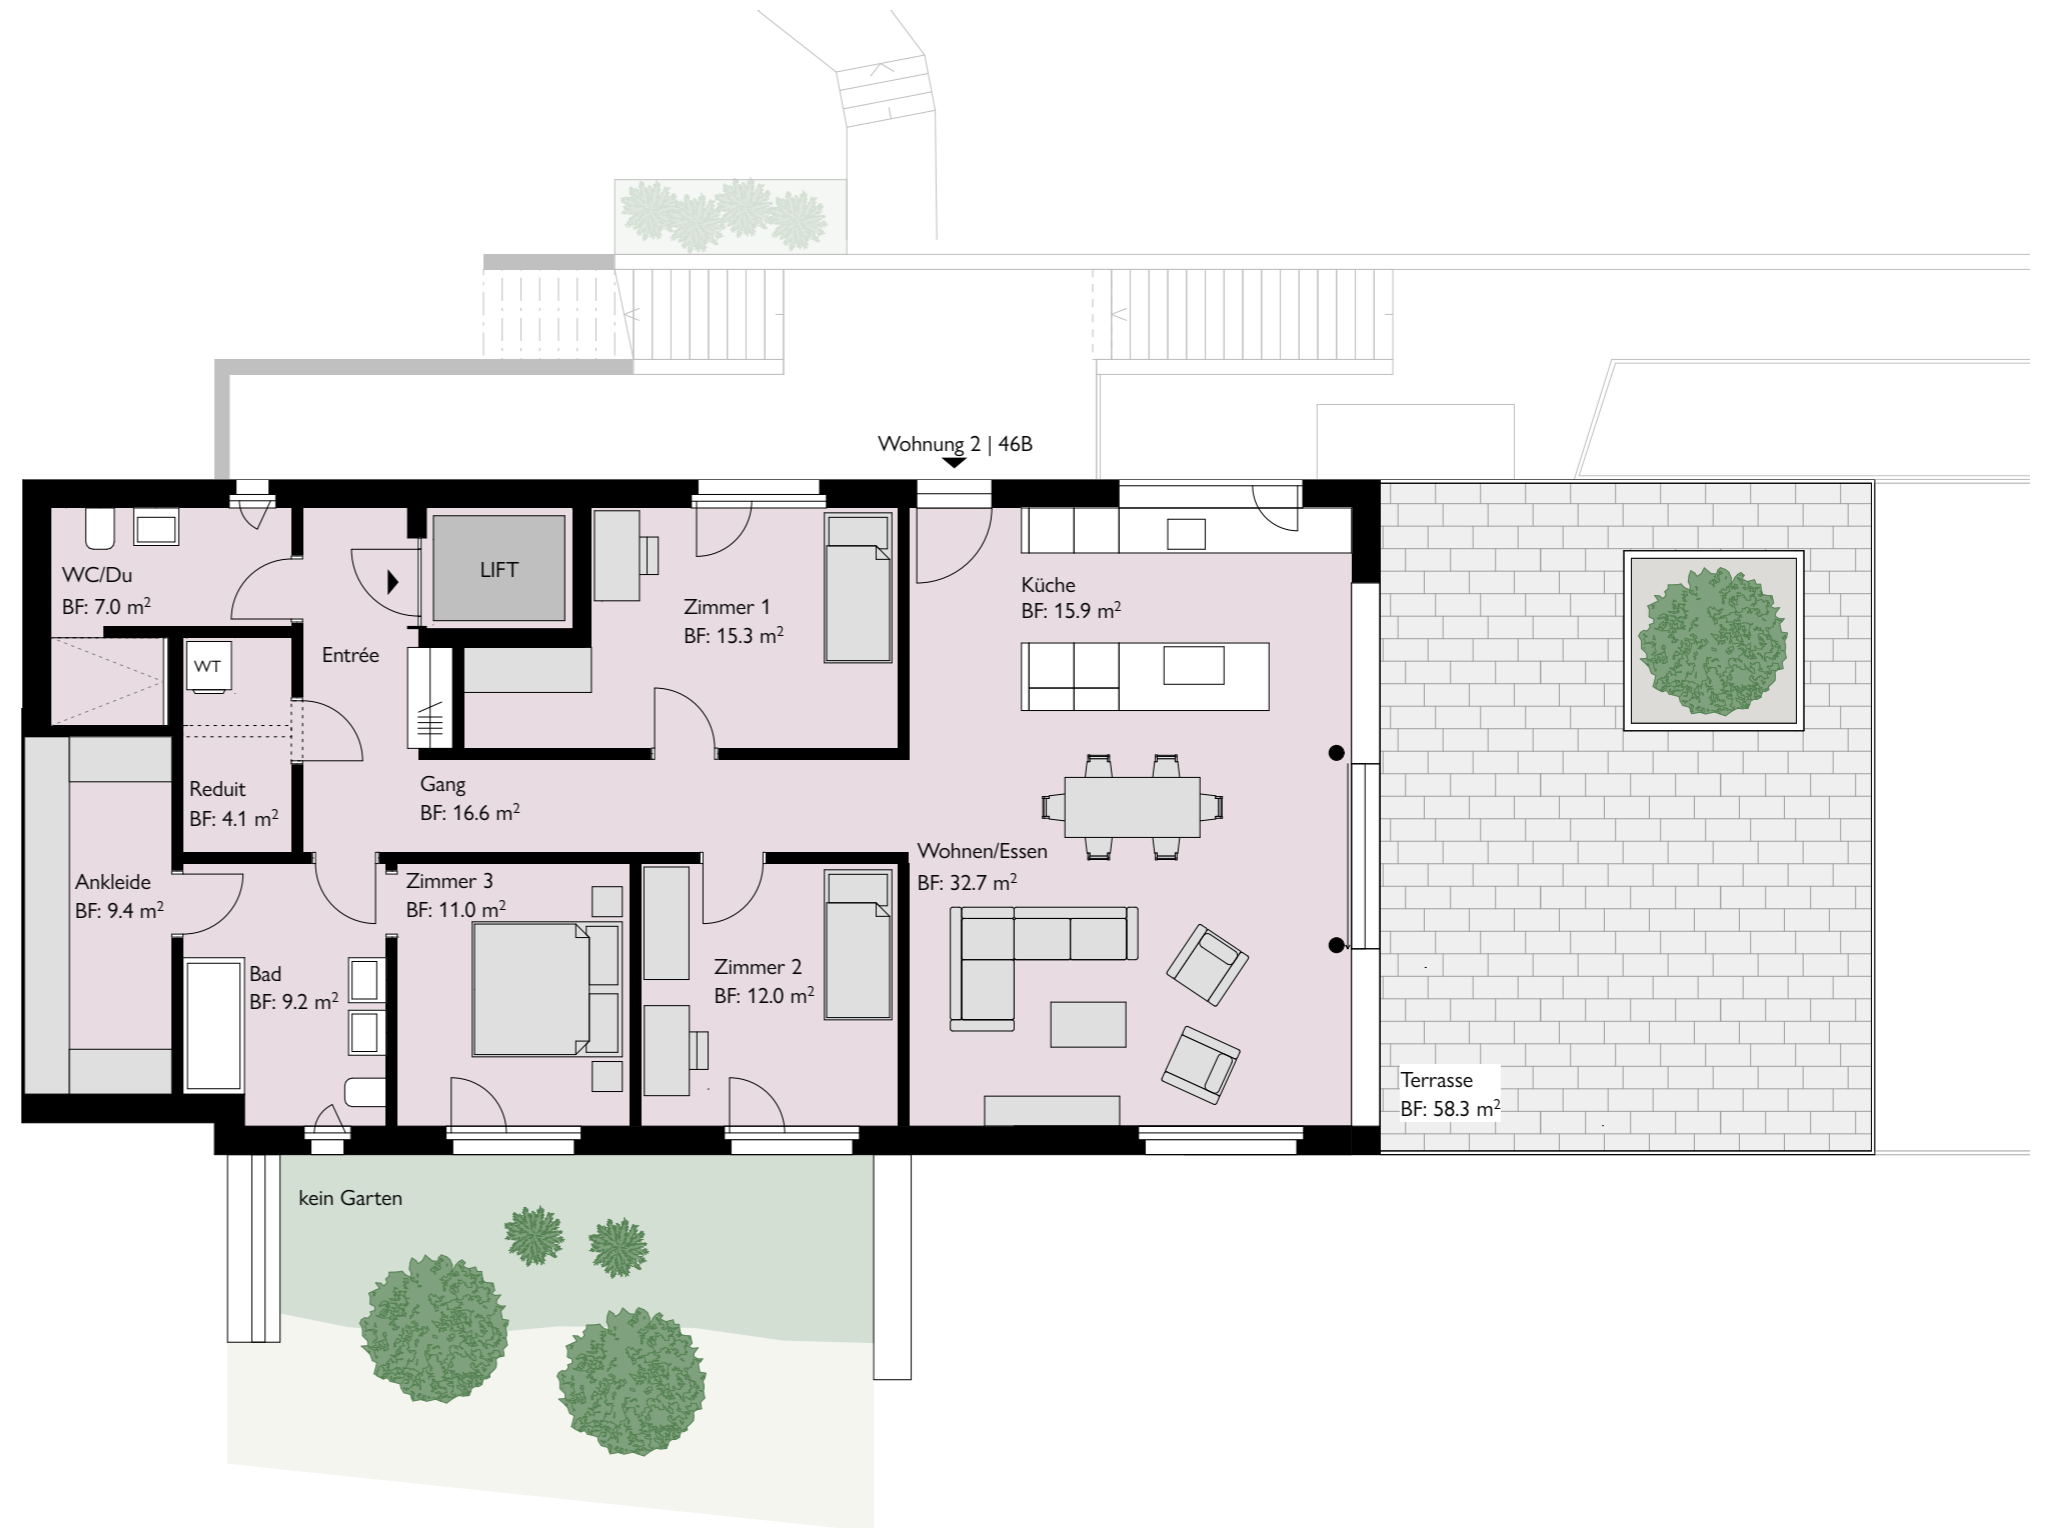 Wohnung 2 | 46B
LIFT
WC/Du
BF: 7.0 m²
Küche
BF: 15.9 m²
Zimmer 1
BF: 15.3 m²
Entrée
WT
Gang
BF: 16.6 m²
Reduit
BF: 4.1 m²
Wohnen/Essen
BF: 32.7 m²
Ankleide
BF: 9.4 m²
Zimmer 3
BF: 11.0 m²
Bad
BF: 9.2 m²
Zimmer 2
BF: 12.0 m²
Terrasse
BF: 58.3 m²
kein Garten